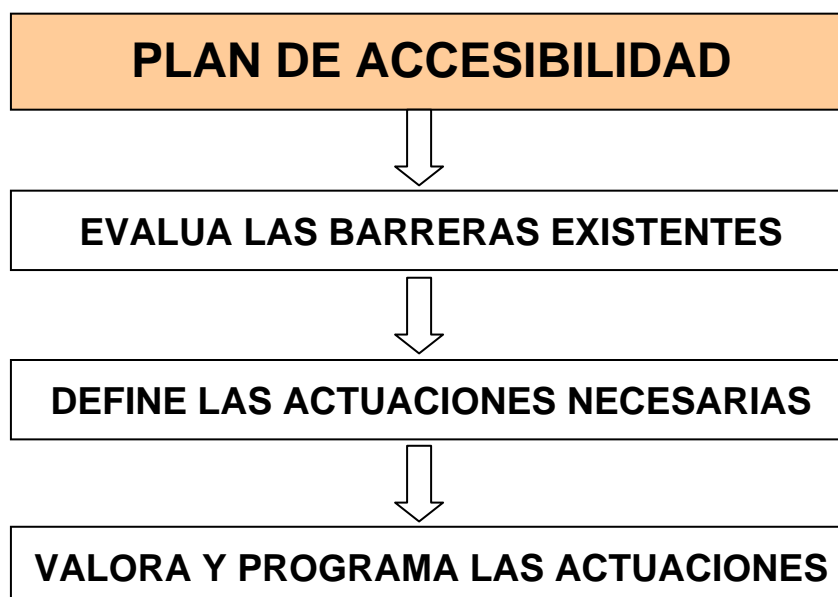 PLAN DE ACCESIBILIDAD
EVALUA LAS BARRERAS EXISTENTES
DEFINE LAS ACTUACIONES NECESARIAS
VALORA Y PROGRAMA LAS ACTUACIONES